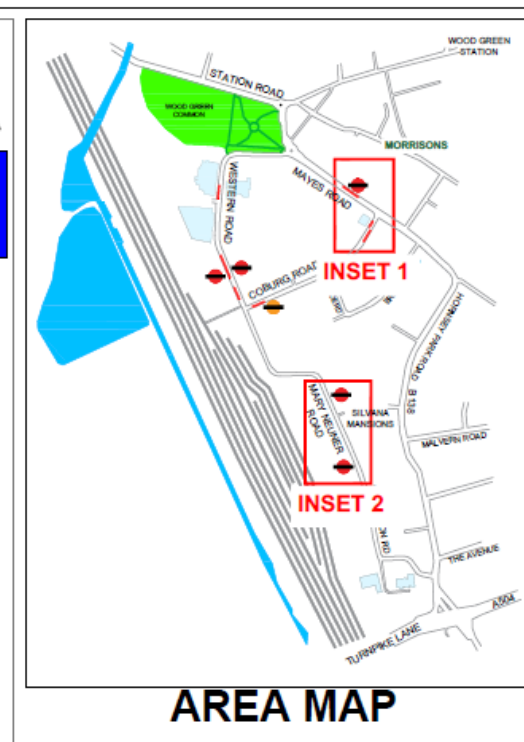 WOOD GREEN
STATION
STATION ROAD
WOOD GREEN
COMMON
MORRISONS
MAYES ROAD
WESTERN ROAD
INSET 1
COBURG ROAD
HORNSEY PARK ROAD B138
MARY NEUNER
ROAD
SILVANA
MANSIONS
MALVERN ROAD
INSET 2
THE AVENUE
A504
TURNPIKE LANE
AREA MAP